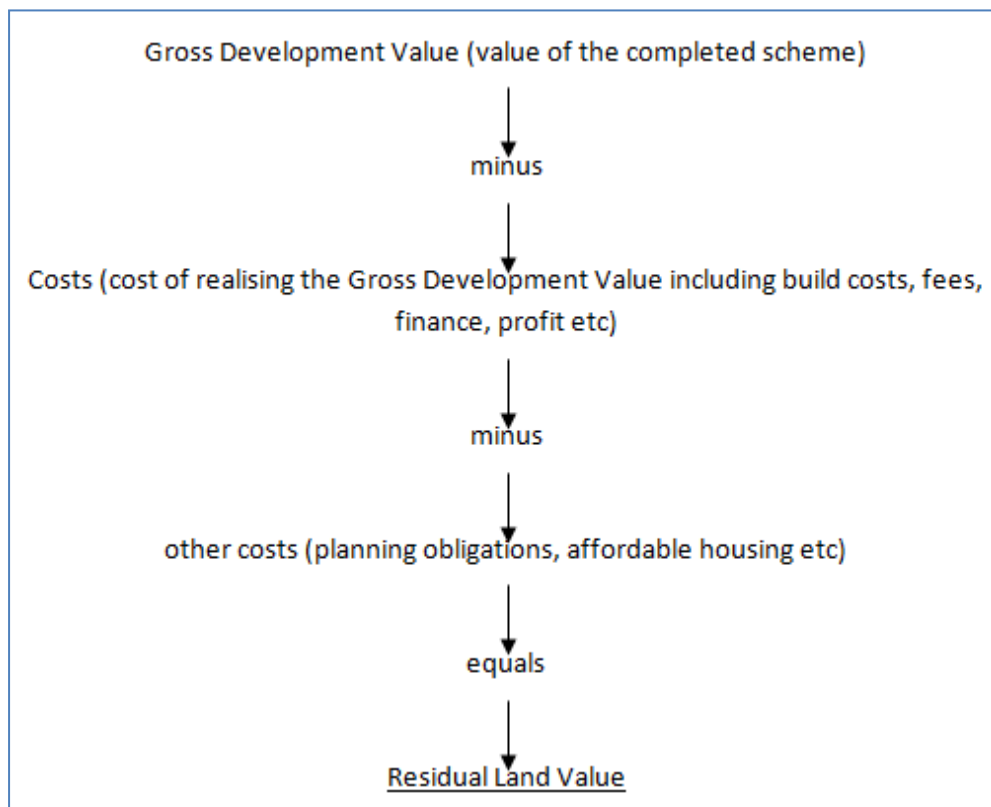 Gross Development Value (value of the completed scheme)
minus
Costs (cost of realising the Gross Development Value including build costs, fees,
finance, profit etc)
minus
other costs (planning obligations, affordable housing etc)
equals
Residual Land Value